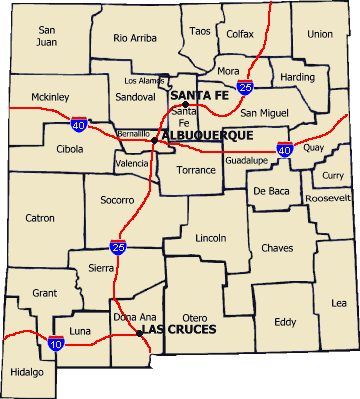 San
Juan
Rio Arriba
Taos
Colfax
Union
Los Alamos
Mora
25
Harding
Mckinley
Sandoval
SANTA FE
Santa
Fe
San Miguel
40
Bernallilo
ALBUQUERQUE
Cibola
Valencia
Torrance
Guadalupe
40
Quay
De Baca
Curry
Roosevelt
Catron
Socorro
25
Lincoln
Chaves
Sierra
Grant
Luna
10
Dona Ana
LAS CRUCES
Otero
Eddy
Lea
Hidalgo